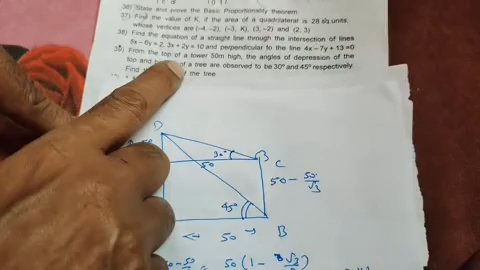 36) State and prove the Basic Proportionality theorem.
37) Find the value of K, if the area of a quadrilateral is 28 sq.units,
whose vertices are (-4, -2), (-3, K), (3, -2) and (2, 3)
38) Find the equation of a straight line through the intersection of lines
5x – 6y = 2, 3x + 2y = 10 and perpendicular to the line 4x – 7y + 13 = 0
39) From the top of a tower 50m high, the angles of depression of the
top and of a tree are observed to be 30° and 45° respectively.
Find the tree
D
30° B
50 C
50 - 50/√3
45°
B
← 50 →
50 (1 -